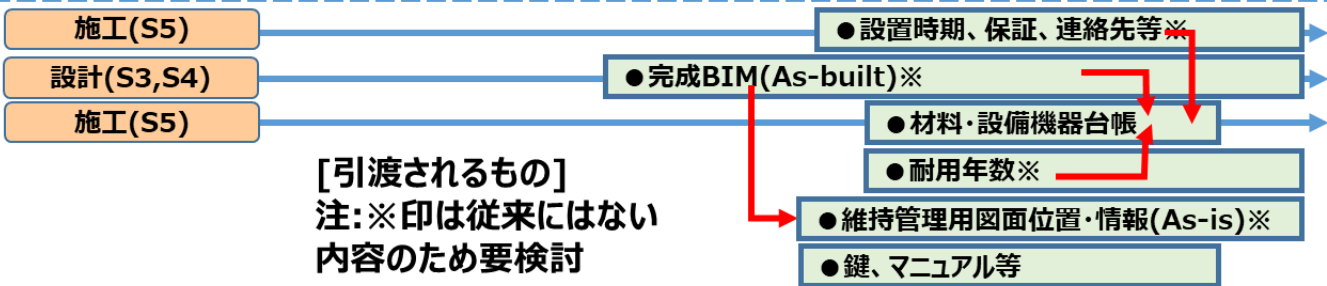 施工(S5)
●設置時期、保証、連絡先等※
設計(S3,S4)
●完成BIM(As-built)※
施工(S5)
●材料・設備機器台帳
●耐用年数※
[引渡されるもの]
注:※印は従来にはない
内容のため要検討
●維持管理用図面位置・情報(As-is)※
●鍵、マニュアル等